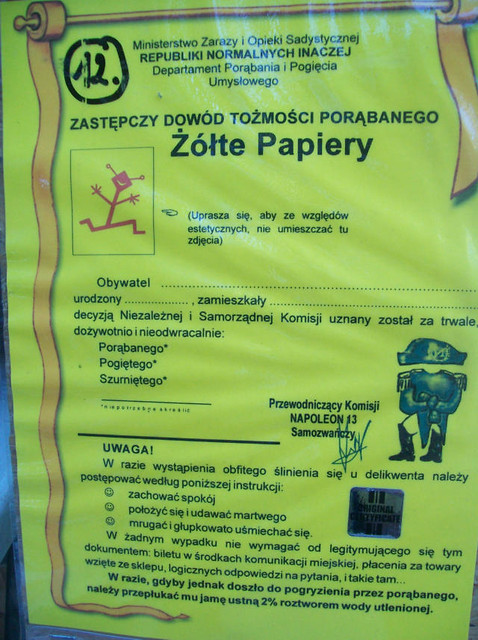 12.
Ministerstwo Zarazy i Opieki Sadystycznej
REPUBLIKI NORMALNYCH INACZEJ
Departament Porąbania i Pogięcia
Umysłowego
ZASTĘPCZY DOWÓD TOŻMOŚCI PORĄBANEGO
Żółte Papiery
(Uprasza się, aby ze względów
estetycznych, nie umieszczać tu
zdjęcia)
Obywatel ..........................................................
urodzony .................. , zamieszkały ..........................................
decyzją Niezależnej i Samorządnej Komisji uznany został za trwale,
dożywotnio i nieodwracalnie:
Porąbanego*
Pogiętego*
Szurniętego*
*niepotrzebne skreślić
Przewodniczący Komisji
NAPOLEON 13
Samozwańczy
UWAGA!
W razie wystąpienia obfitego ślinienia się u delikwenta należy
postępować według poniższej instrukcji:
☺ zachować spokój
☺ położyć się i udawać martwego
☺ mrugać i głupkowato uśmiechać się.
W żadnym wypadku nie wymagać od legitymującego się tym
dokumentem: biletu w środkach komunikacji miejskiej, płacenia za towary
wzięte ze sklepu, logicznych odpowiedzi na pytania, i takie tam...
W razie, gdyby jednak doszło do pogryzienia przez porąbanego,
należy przepłukać mu jamę ustną 2% roztworem wody utlenionej.
ORIGINAL
CERTIFICATE